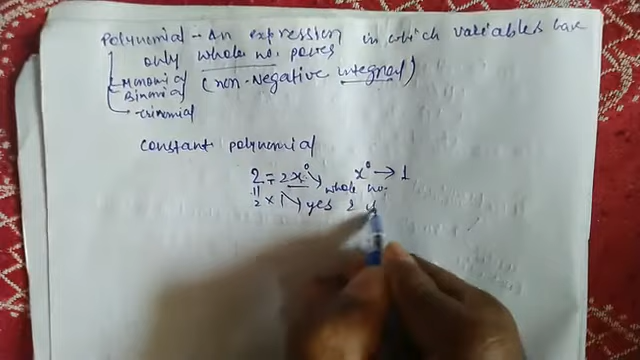 Polynomial - An expression in which variables have
only whole no. powers
Monomial (non-Negative integral)
Binomial
Trinomial
constant polynomial
2 = 2x⁰ x⁰ → 1
" whole no.
2 × 1 yes 2